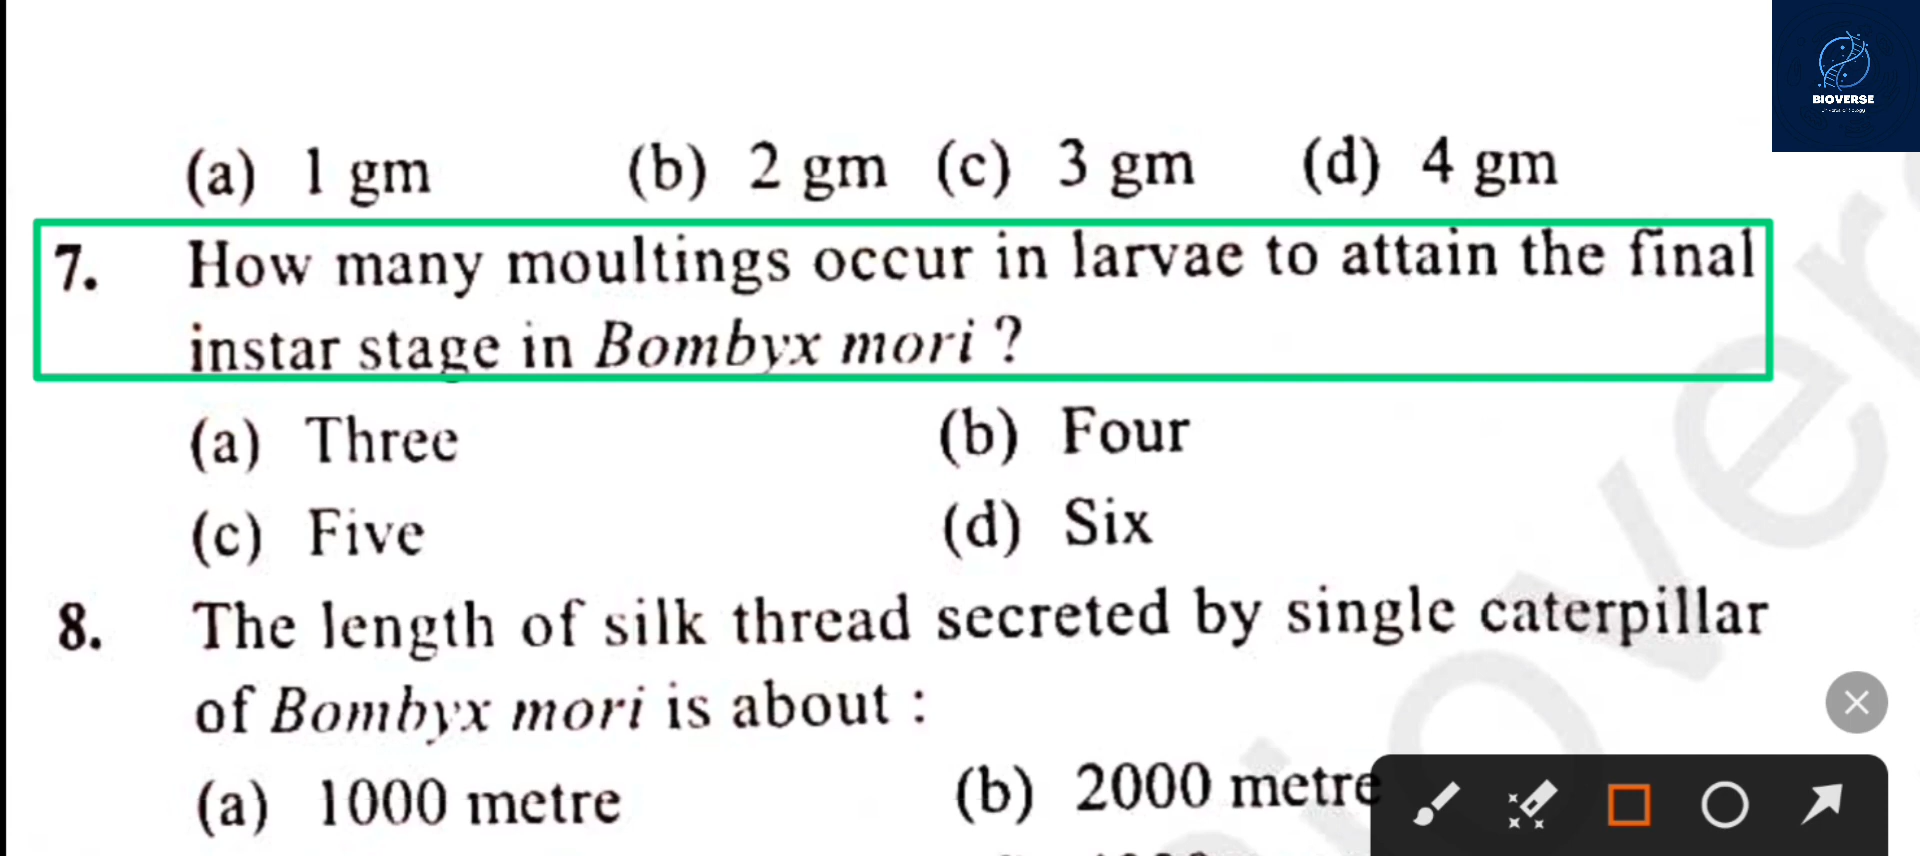 BIOVERSE
(a) 1 gm (b) 2 gm (c) 3 gm (d) 4 gm
7. How many moultings occur in larvae to attain the final
instar stage in Bombyx mori ?
(a) Three (b) Four
(c) Five (d) Six
8. The length of silk thread secreted by single caterpillar
of Bombyx mori is about :
(a) 1000 metre (b) 2000 metre